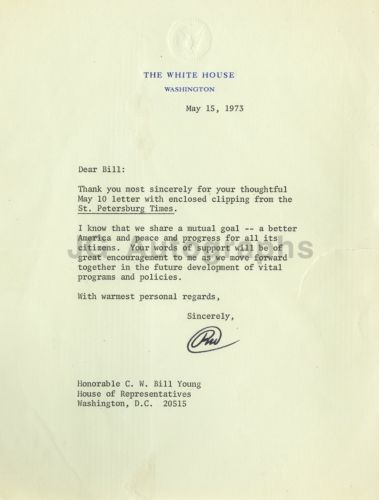 THE WHITE HOUSE
WASHINGTON
May 15, 1973
Dear Bill:
Thank you most sincerely for your thoughtful
May 10 letter with enclosed clipping from the
St. Petersburg Times.
I know that we share a mutual goal -- a better
America and peace and progress for all its
citizens. Your words of support will be of
great encouragement to me as we move forward
together in the future development of vital
programs and policies.
With warmest personal regards,
Sincerely,
RN
Honorable C. W. Bill Young
House of Representatives
Washington, D.C. 20515
JG Autographs